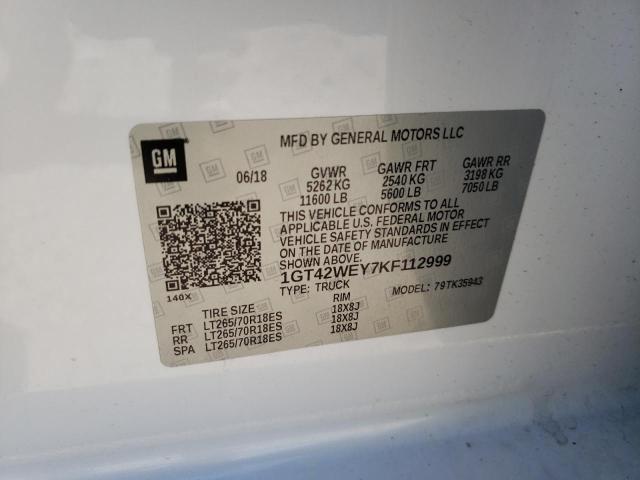 GM
MFD BY GENERAL MOTORS LLC
06/18 GVWR GAWR FRT GAWR RR
5262 KG 2540 KG 3198 KG
11600 LB 5600 LB 7050 LB
THIS VEHICLE CONFORMS TO ALL
APPLICABLE U.S. FEDERAL MOTOR
VEHICLE SAFETY STANDARDS IN EFFECT
ON THE DATE OF MANUFACTURE
SHOWN ABOVE.
1GT42WEY7KF112999
140X
TYPE: TRUCK 79TK35943
TIRE SIZE RIM
FRT LT265/70R18ES 18X8J
RR LT265/70R18ES 18X8J
SPA LT265/70R18ES 18X8J